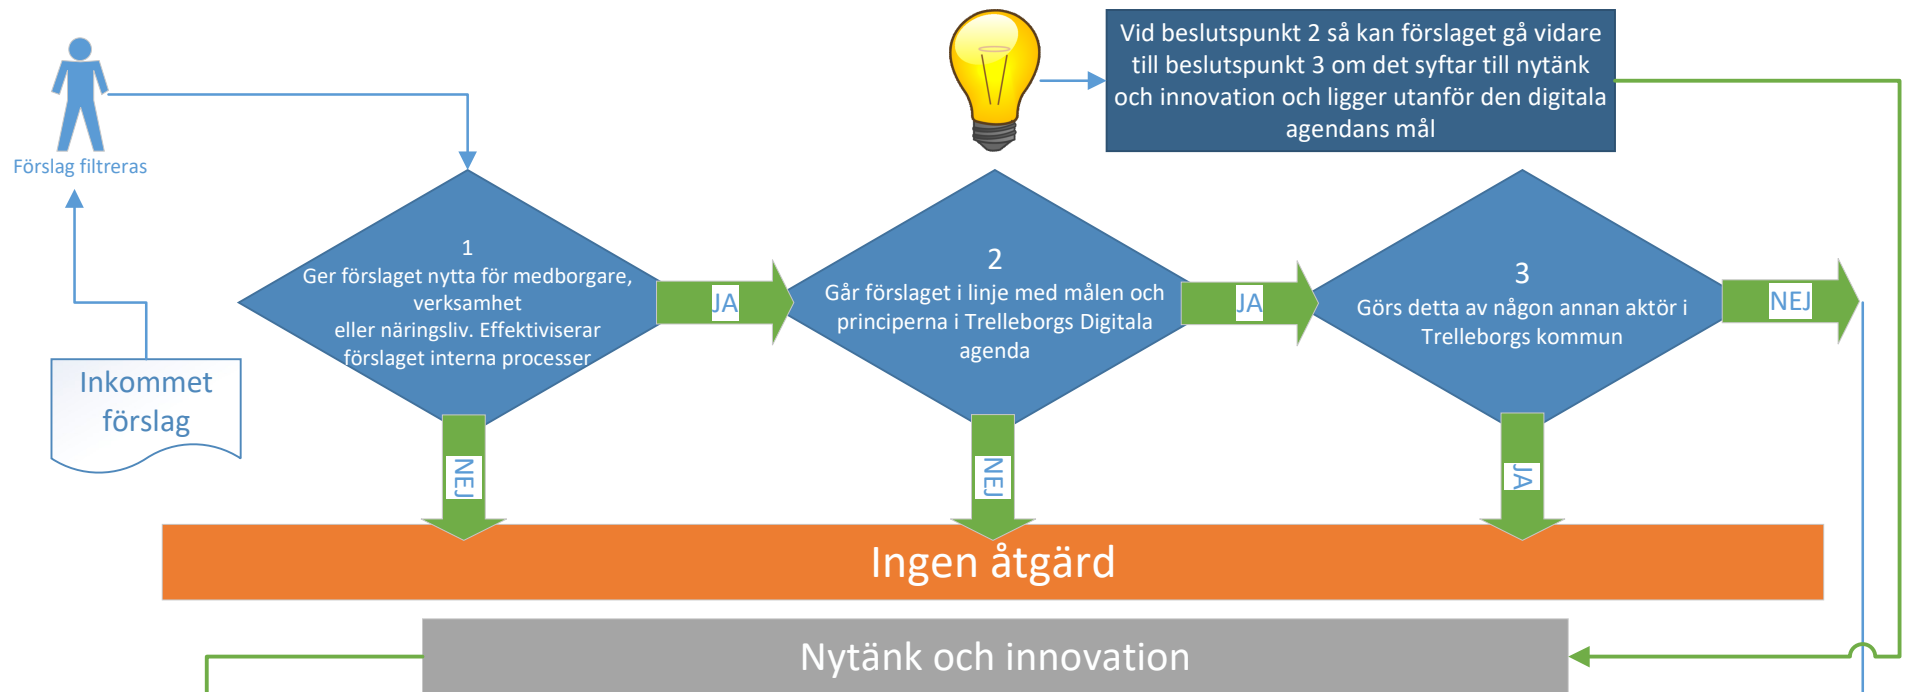 Vid beslutspunkt 2 så kan förslaget gå vidare
till beslutspunkt 3 om det syftar till nytänk
och innovation och ligger utanför den digitala
agendans mål
Förslag filtreras
Inkommet
förslag
1
Ger förslaget nytta för medborgare,
verksamhet
eller näringsliv. Effektiviserar
förslaget interna processer
JA
NEJ
2
Går förslaget i linje med målen och
principerna i Trelleborgs Digitala
agenda
JA
NEJ
3
Görs detta av någon annan aktör i
Trelleborgs kommun
NEJ
JA
Ingen åtgärd
Nytänk och innovation